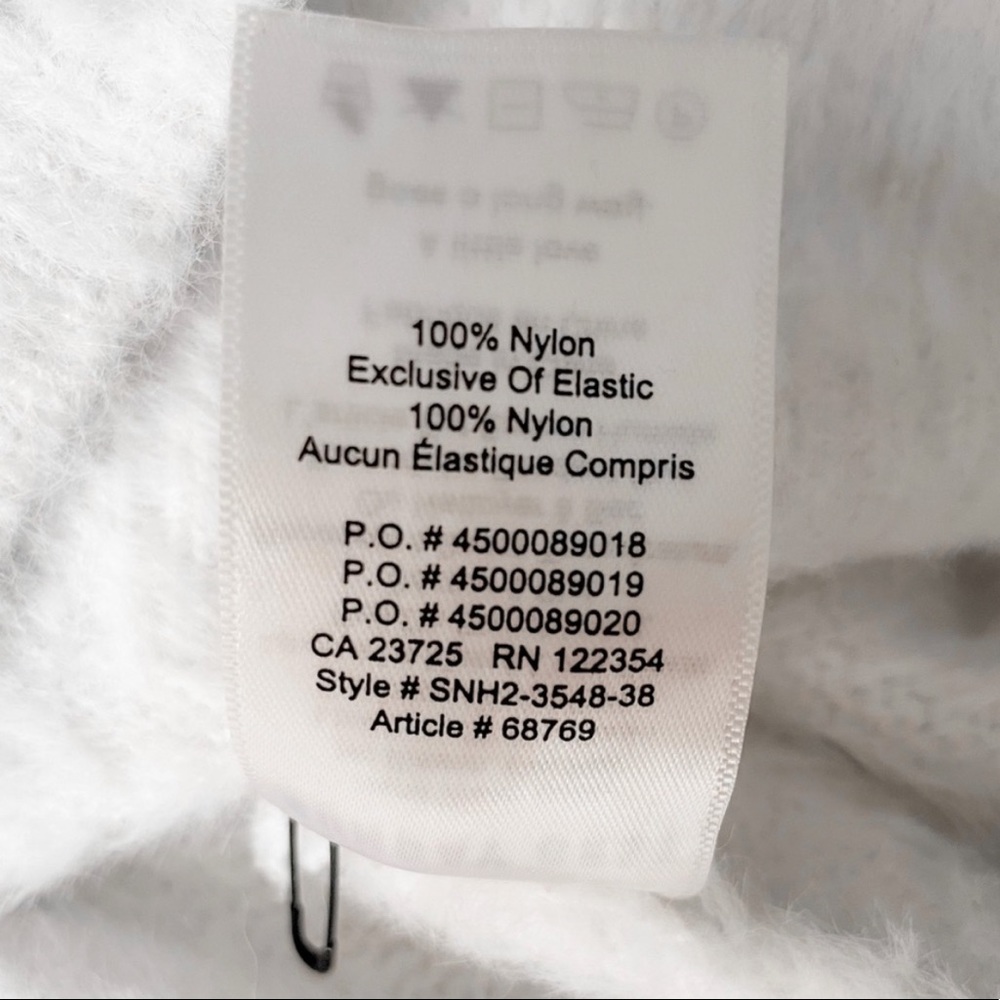 100% Nylon
Exclusive Of Elastic
100% Nylon
Aucun Élastique Compris
P.O. # 4500089018
P.O. # 4500089019
P.O. # 4500089020
CA 23725 RN 122354
Style # SNH2-3548-38
Article # 68769